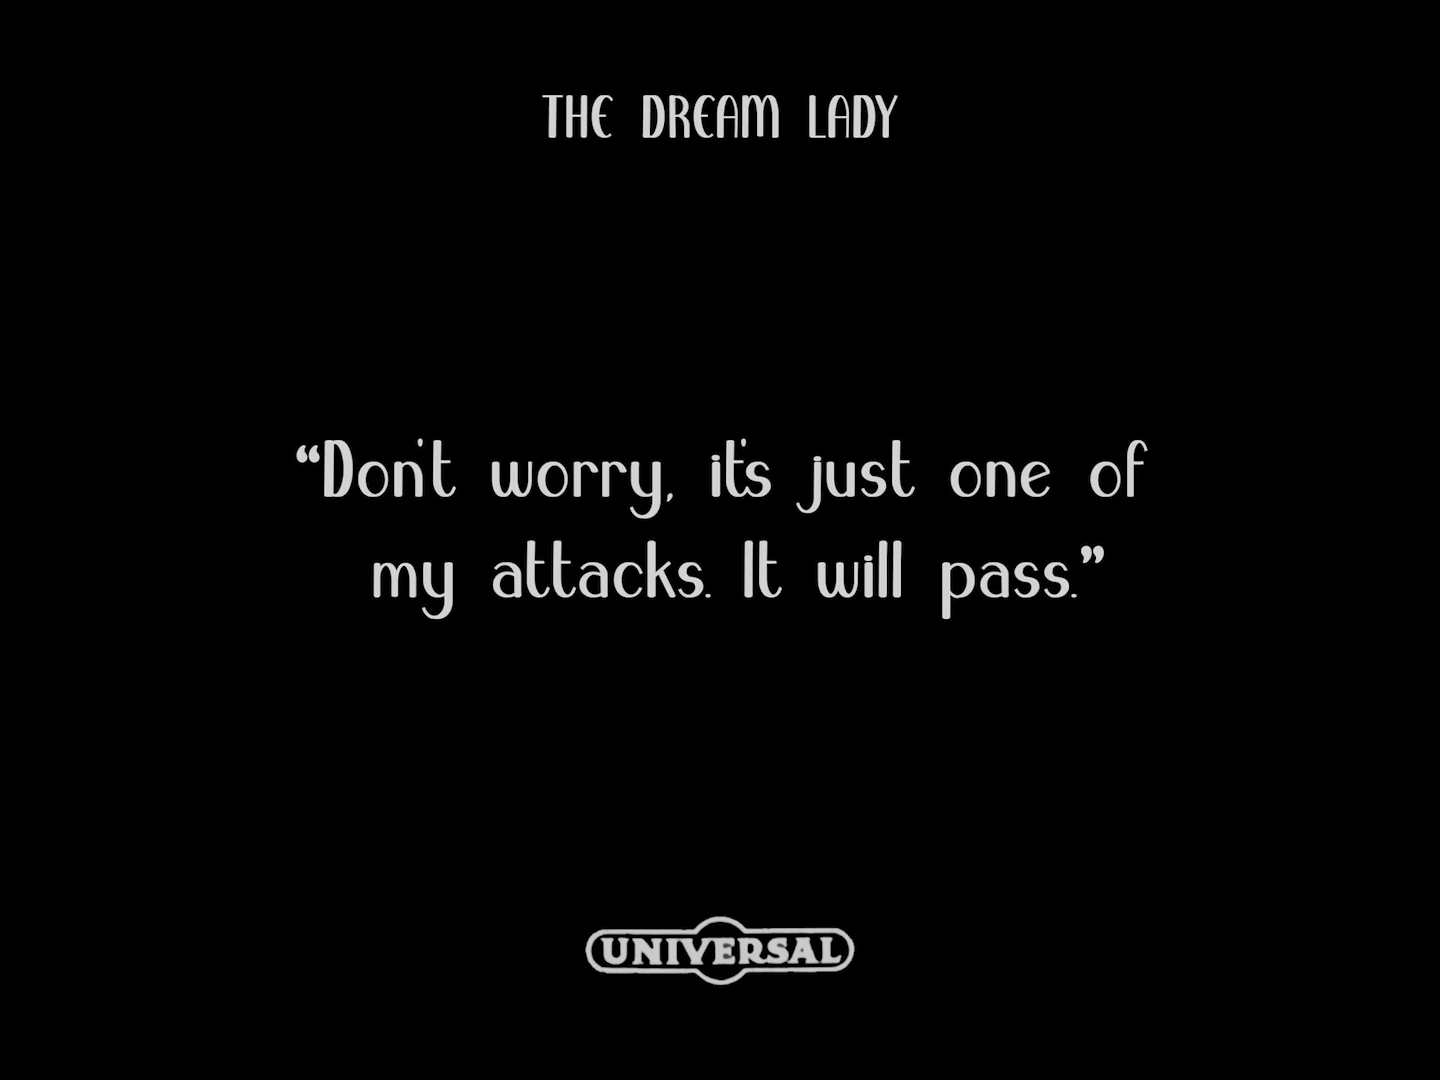 THE DREAM LADY
“Don't worry, it's just one of
my attacks. It will pass.”
UNIVERSAL